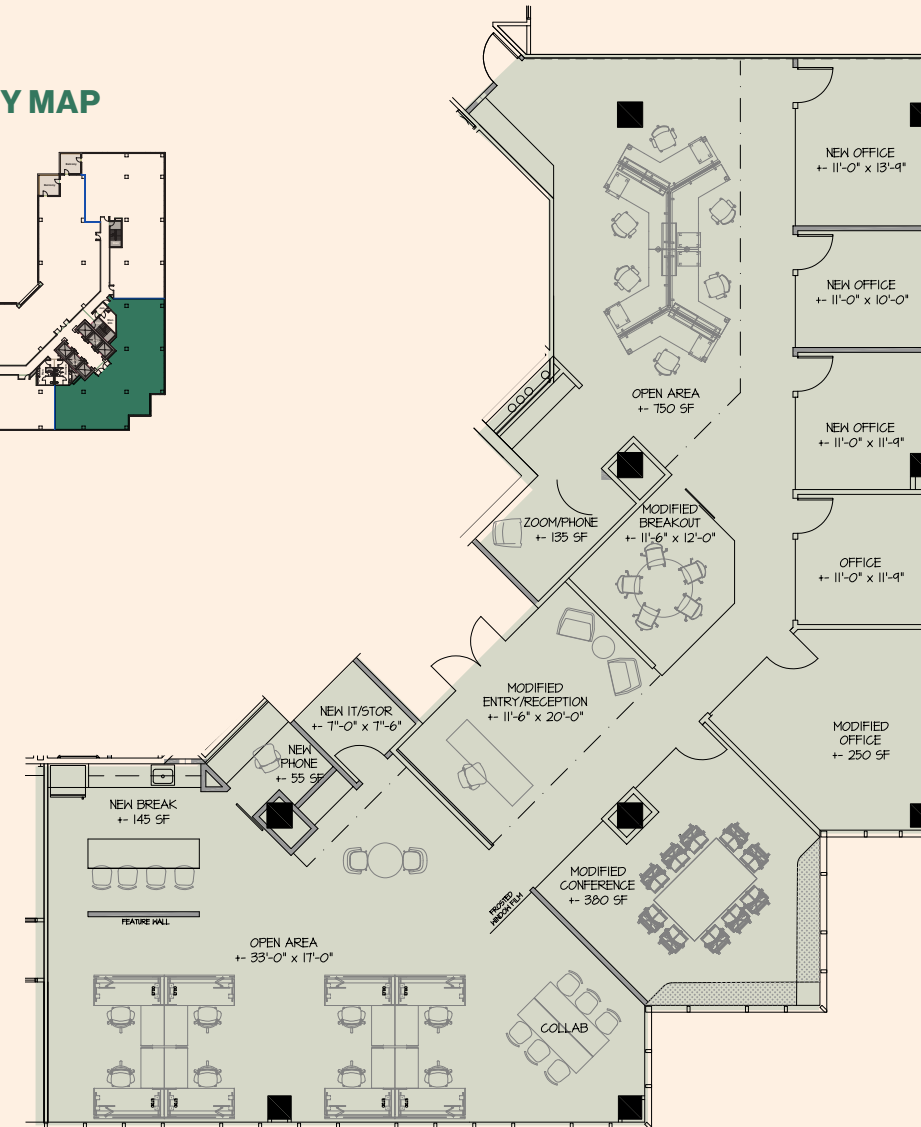 Y MAP
NEW OFFICE
+- 11'-0" x 13'-9"
NEW OFFICE
+- 11'-0" x 10'-0"
OPEN AREA
+- 750 SF
NEW OFFICE
+- 11'-0" x 11'-9"
MODIFIED
BREAKOUT
+- 11'-6" x 12'-0"
ZOOM/PHONE
+- 135 SF
OFFICE
+- 11'-0" x 11'-9"
MODIFIED
ENTRY/RECEPTION
+- 11'-6" x 20'-0"
NEW IT/STOR
+- 7"-0" x 7"-6"
MODIFIED
OFFICE
+- 250 SF
NEW
PHONE
+- 55 SF
NEW BREAK
+- 145 SF
MODIFIED
CONFERENCE
+- 380 SF
FROSTED
WINDOW FILM
FEATURE WALL
OPEN AREA
+- 33'-0" x 17'-0"
COLLAB